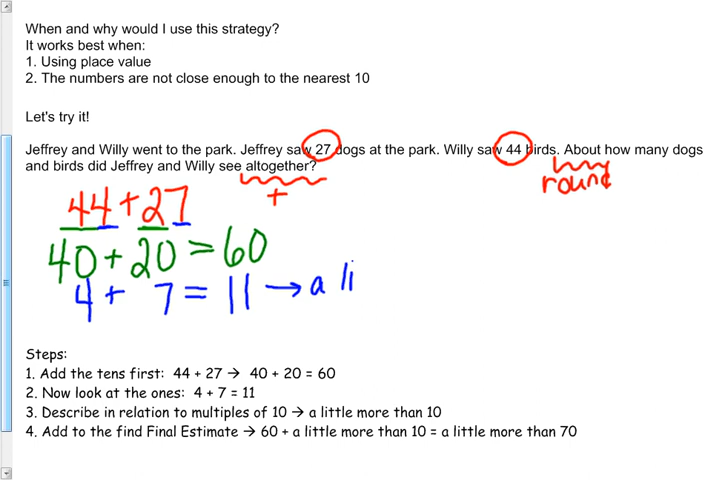 When and why would I use this strategy?
It works best when:
1. Using place value
2. The numbers are not close enough to the nearest 10
Let's try it!
Jeffrey and Willy went to the park. Jeffrey saw 27 dogs at the park. Willy saw 44 birds. About how many dogs
and birds did Jeffrey and Willy see altogether?
+
round
44 + 27
40 + 20 = 60
4 + 7 = 11 → a li
Steps:
1. Add the tens first: 44 + 27 → 40 + 20 = 60
2. Now look at the ones: 4 + 7 = 11
3. Describe in relation to multiples of 10 → a little more than 10
4. Add to the find Final Estimate → 60 + a little more than 10 = a little more than 70